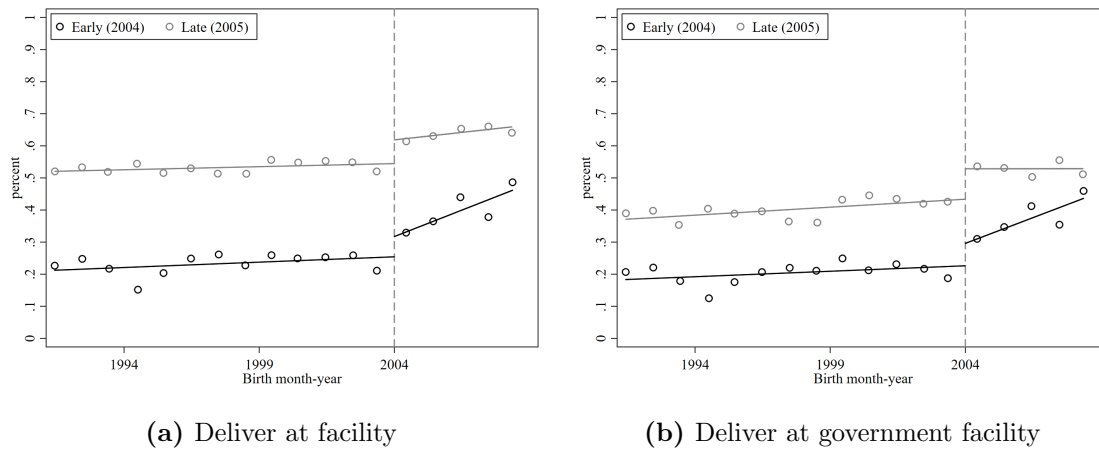 Early (2004) Late (2005)
percent
0 .1 .2 .3 .4 .5 .6 .7 .8 .9 1
1994 1999 2004
Birth month-year
(a) Deliver at facility
Early (2004) Late (2005)
percent
0 .1 .2 .3 .4 .5 .6 .7 .8 .9 1
1994 1999 2004
Birth month-year
(b) Deliver at government facility